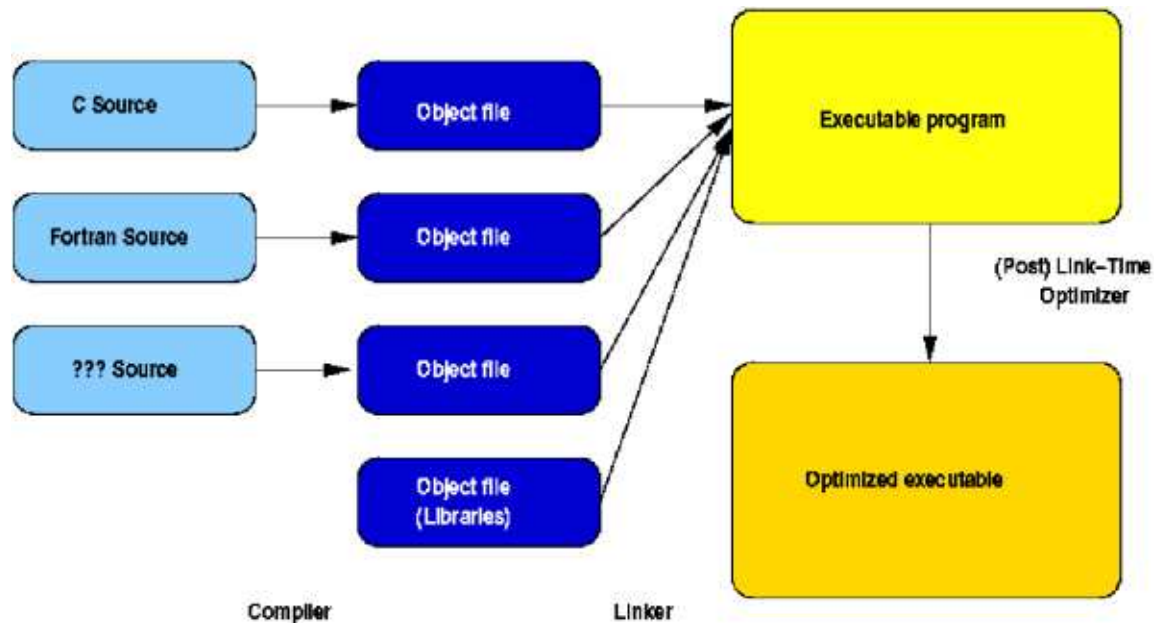 C Source
Object file
Executable program
Fortran Source
Object file
(Post) Link-Time
Optimizer
??? Source
Object file
Object file
(Libraries)
Optimized executable
Compiler
Linker